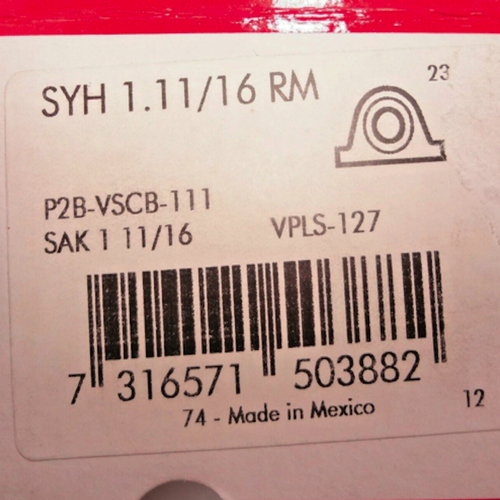 SYH 1.11/16 RM
23
P2B-VSCB-111
SAK 1 11/16 VPLS-127
7 316571 503882
74 - Made in Mexico
12